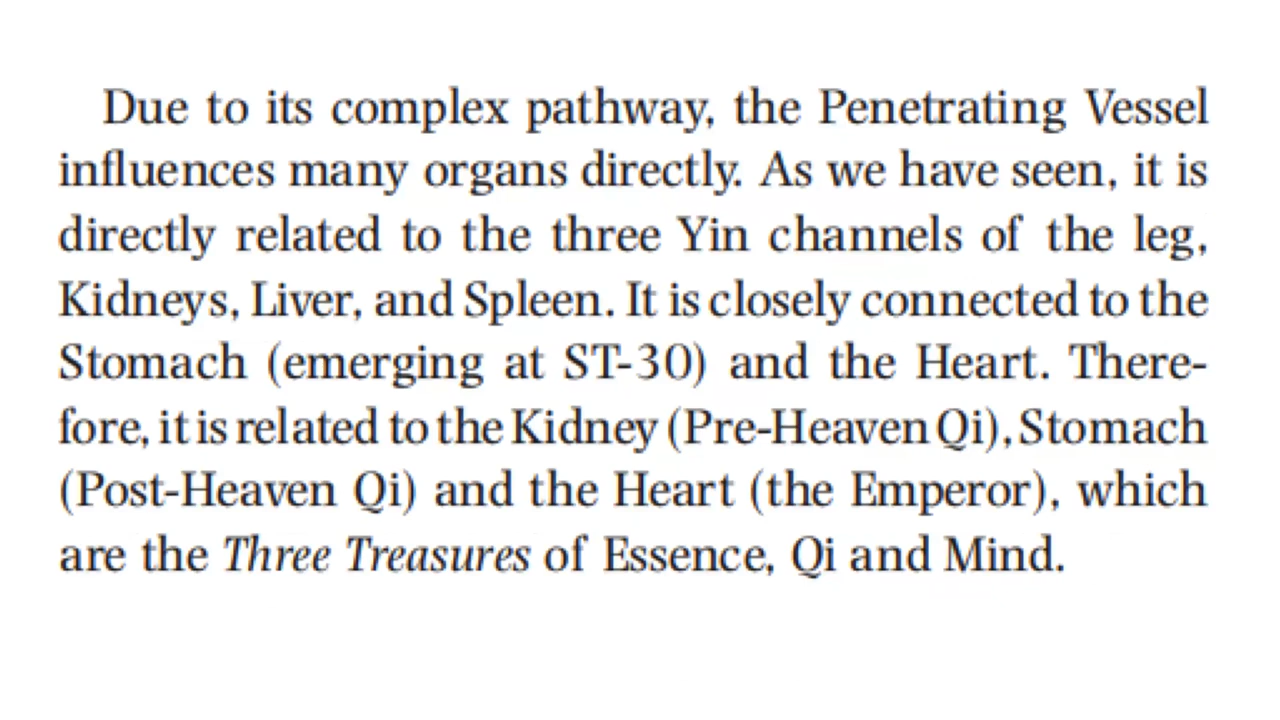 Due to its complex pathway, the Penetrating Vessel
influences many organs directly. As we have seen, it is
directly related to the three Yin channels of the leg,
Kidneys, Liver, and Spleen. It is closely connected to the
Stomach (emerging at ST-30) and the Heart. There-
fore, it is related to the Kidney (Pre-Heaven Qi), Stomach
(Post-Heaven Qi) and the Heart (the Emperor), which
are the Three Treasures of Essence, Qi and Mind.